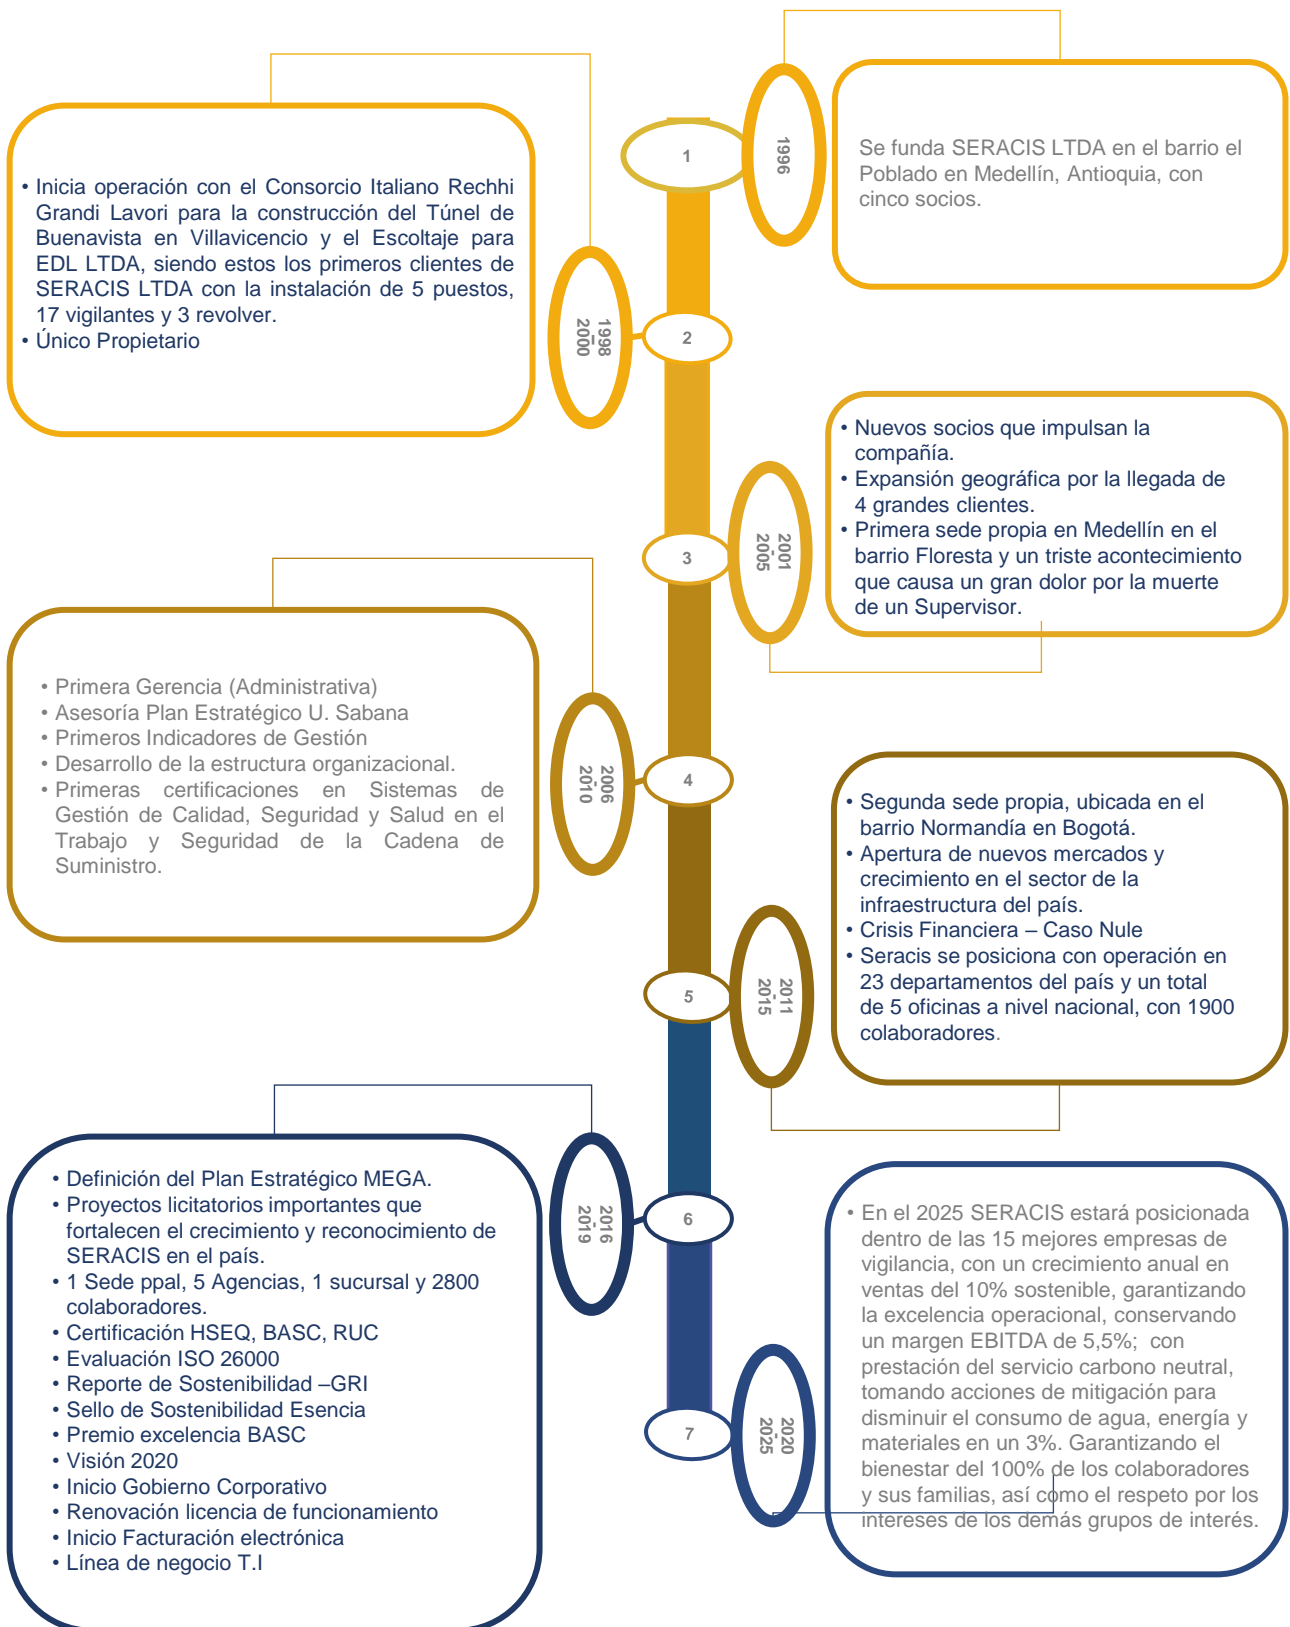 1
1996
Se funda SERACIS LTDA en el barrio el
Poblado en Medellín, Antioquia, con
cinco socios.
• Inicia operación con el Consorcio Italiano Rechhi
Grandi Lavori para la construcción del Túnel de
Buenavista en Villavicencio y el Escoltaje para
EDL LTDA, siendo estos los primeros clientes de
SERACIS LTDA con la instalación de 5 puestos,
17 vigilantes y 3 revolver.
• Único Propietario
1998
-
2000
2
3
2001
-
2005
• Nuevos socios que impulsan la
compañía.
• Expansión geográfica por la llegada de
4 grandes clientes.
• Primera sede propia en Medellín en el
barrio Floresta y un triste acontecimiento
que causa un gran dolor por la muerte
de un Supervisor.
• Primera Gerencia (Administrativa)
• Asesoría Plan Estratégico U. Sabana
• Primeros Indicadores de Gestión
• Desarrollo de la estructura organizacional.
• Primeras certificaciones en Sistemas de
Gestión de Calidad, Seguridad y Salud en el
Trabajo y Seguridad de la Cadena de
Suministro.
2006
-
2010
4
5
2011
-
2015
• Segunda sede propia, ubicada en el
barrio Normandía en Bogotá.
• Apertura de nuevos mercados y
crecimiento en el sector de la
infraestructura del país.
• Crisis Financiera – Caso Nule
• Seracis se posiciona con operación en
23 departamentos del país y un total
de 5 oficinas a nivel nacional, con 1900
colaboradores.
• Definición del Plan Estratégico MEGA.
• Proyectos licitatorios importantes que
fortalecen el crecimiento y reconocimiento de
SERACIS en el país.
• 1 Sede ppal, 5 Agencias, 1 sucursal y 2800
colaboradores.
• Certificación HSEQ, BASC, RUC
• Evaluación ISO 26000
• Reporte de Sostenibilidad –GRI
• Sello de Sostenibilidad Esencia
• Premio excelencia BASC
• Visión 2020
• Inicio Gobierno Corporativo
• Renovación licencia de funcionamiento
• Inicio Facturación electrónica
• Línea de negocio T.I
2016
-
2019
6
7
2020
-
2025
• En el 2025 SERACIS estará posicionada
dentro de las 15 mejores empresas de
vigilancia, con un crecimiento anual en
ventas del 10% sostenible, garantizando
la excelencia operacional, conservando
un margen EBITDA de 5,5%; con
prestación del servicio carbono neutral,
tomando acciones de mitigación para
disminuir el consumo de agua, energía y
materiales en un 3%. Garantizando el
bienestar del 100% de los colaboradores
y sus familias, así como el respeto por los
intereses de los demás grupos de interés.